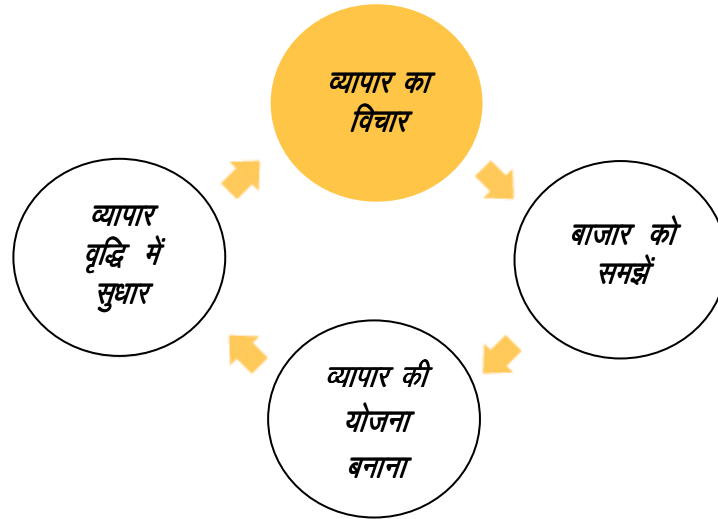 व्यापार का
विचार
बाजार को
समझें
व्यापार की
योजना
बनाना
व्यापार
वृद्धि में
सुधार